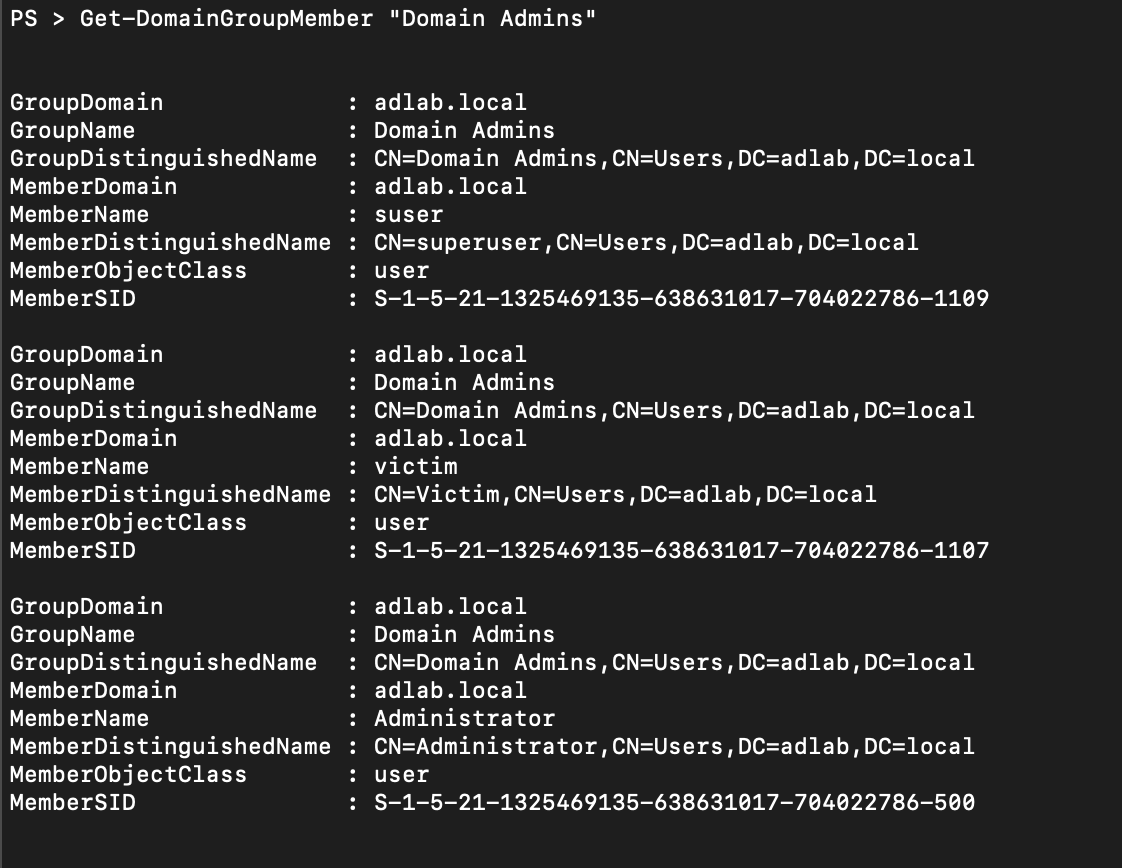 PS > Get-DomainGroupMember "Domain Admins"
GroupDomain             : adlab.local
GroupName               : Domain Admins
GroupDistinguishedName  : CN=Domain Admins,CN=Users,DC=adlab,DC=local
MemberDomain            : adlab.local
MemberName              : suser
MemberDistinguishedName : CN=superuser,CN=Users,DC=adlab,DC=local
MemberObjectClass       : user
MemberSID               : S-1-5-21-1325469135-638631017-704022786-1109
GroupDomain             : adlab.local
GroupName               : Domain Admins
GroupDistinguishedName  : CN=Domain Admins,CN=Users,DC=adlab,DC=local
MemberDomain            : adlab.local
MemberName              : victim
MemberDistinguishedName : CN=Victim,CN=Users,DC=adlab,DC=local
MemberObjectClass       : user
MemberSID               : S-1-5-21-1325469135-638631017-704022786-1107
GroupDomain             : adlab.local
GroupName               : Domain Admins
GroupDistinguishedName  : CN=Domain Admins,CN=Users,DC=adlab,DC=local
MemberDomain            : adlab.local
MemberName              : Administrator
MemberDistinguishedName : CN=Administrator,CN=Users,DC=adlab,DC=local
MemberObjectClass       : user
MemberSID               : S-1-5-21-1325469135-638631017-704022786-500